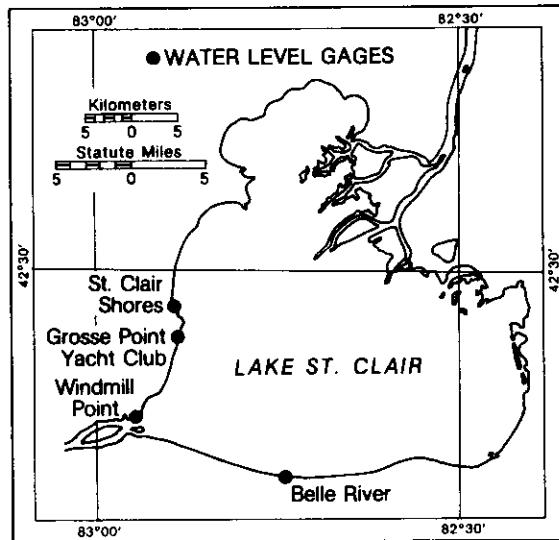 83°00'
82°30'
WATER LEVEL GAGES
Kilometers
5 0 5
Statute Miles
5 0 5
42°30'
42°30'
St. Clair
Shores
Grosse Point
Yacht Club
LAKE ST. CLAIR
Windmill
Point
Belle River
83°00'
82°30'